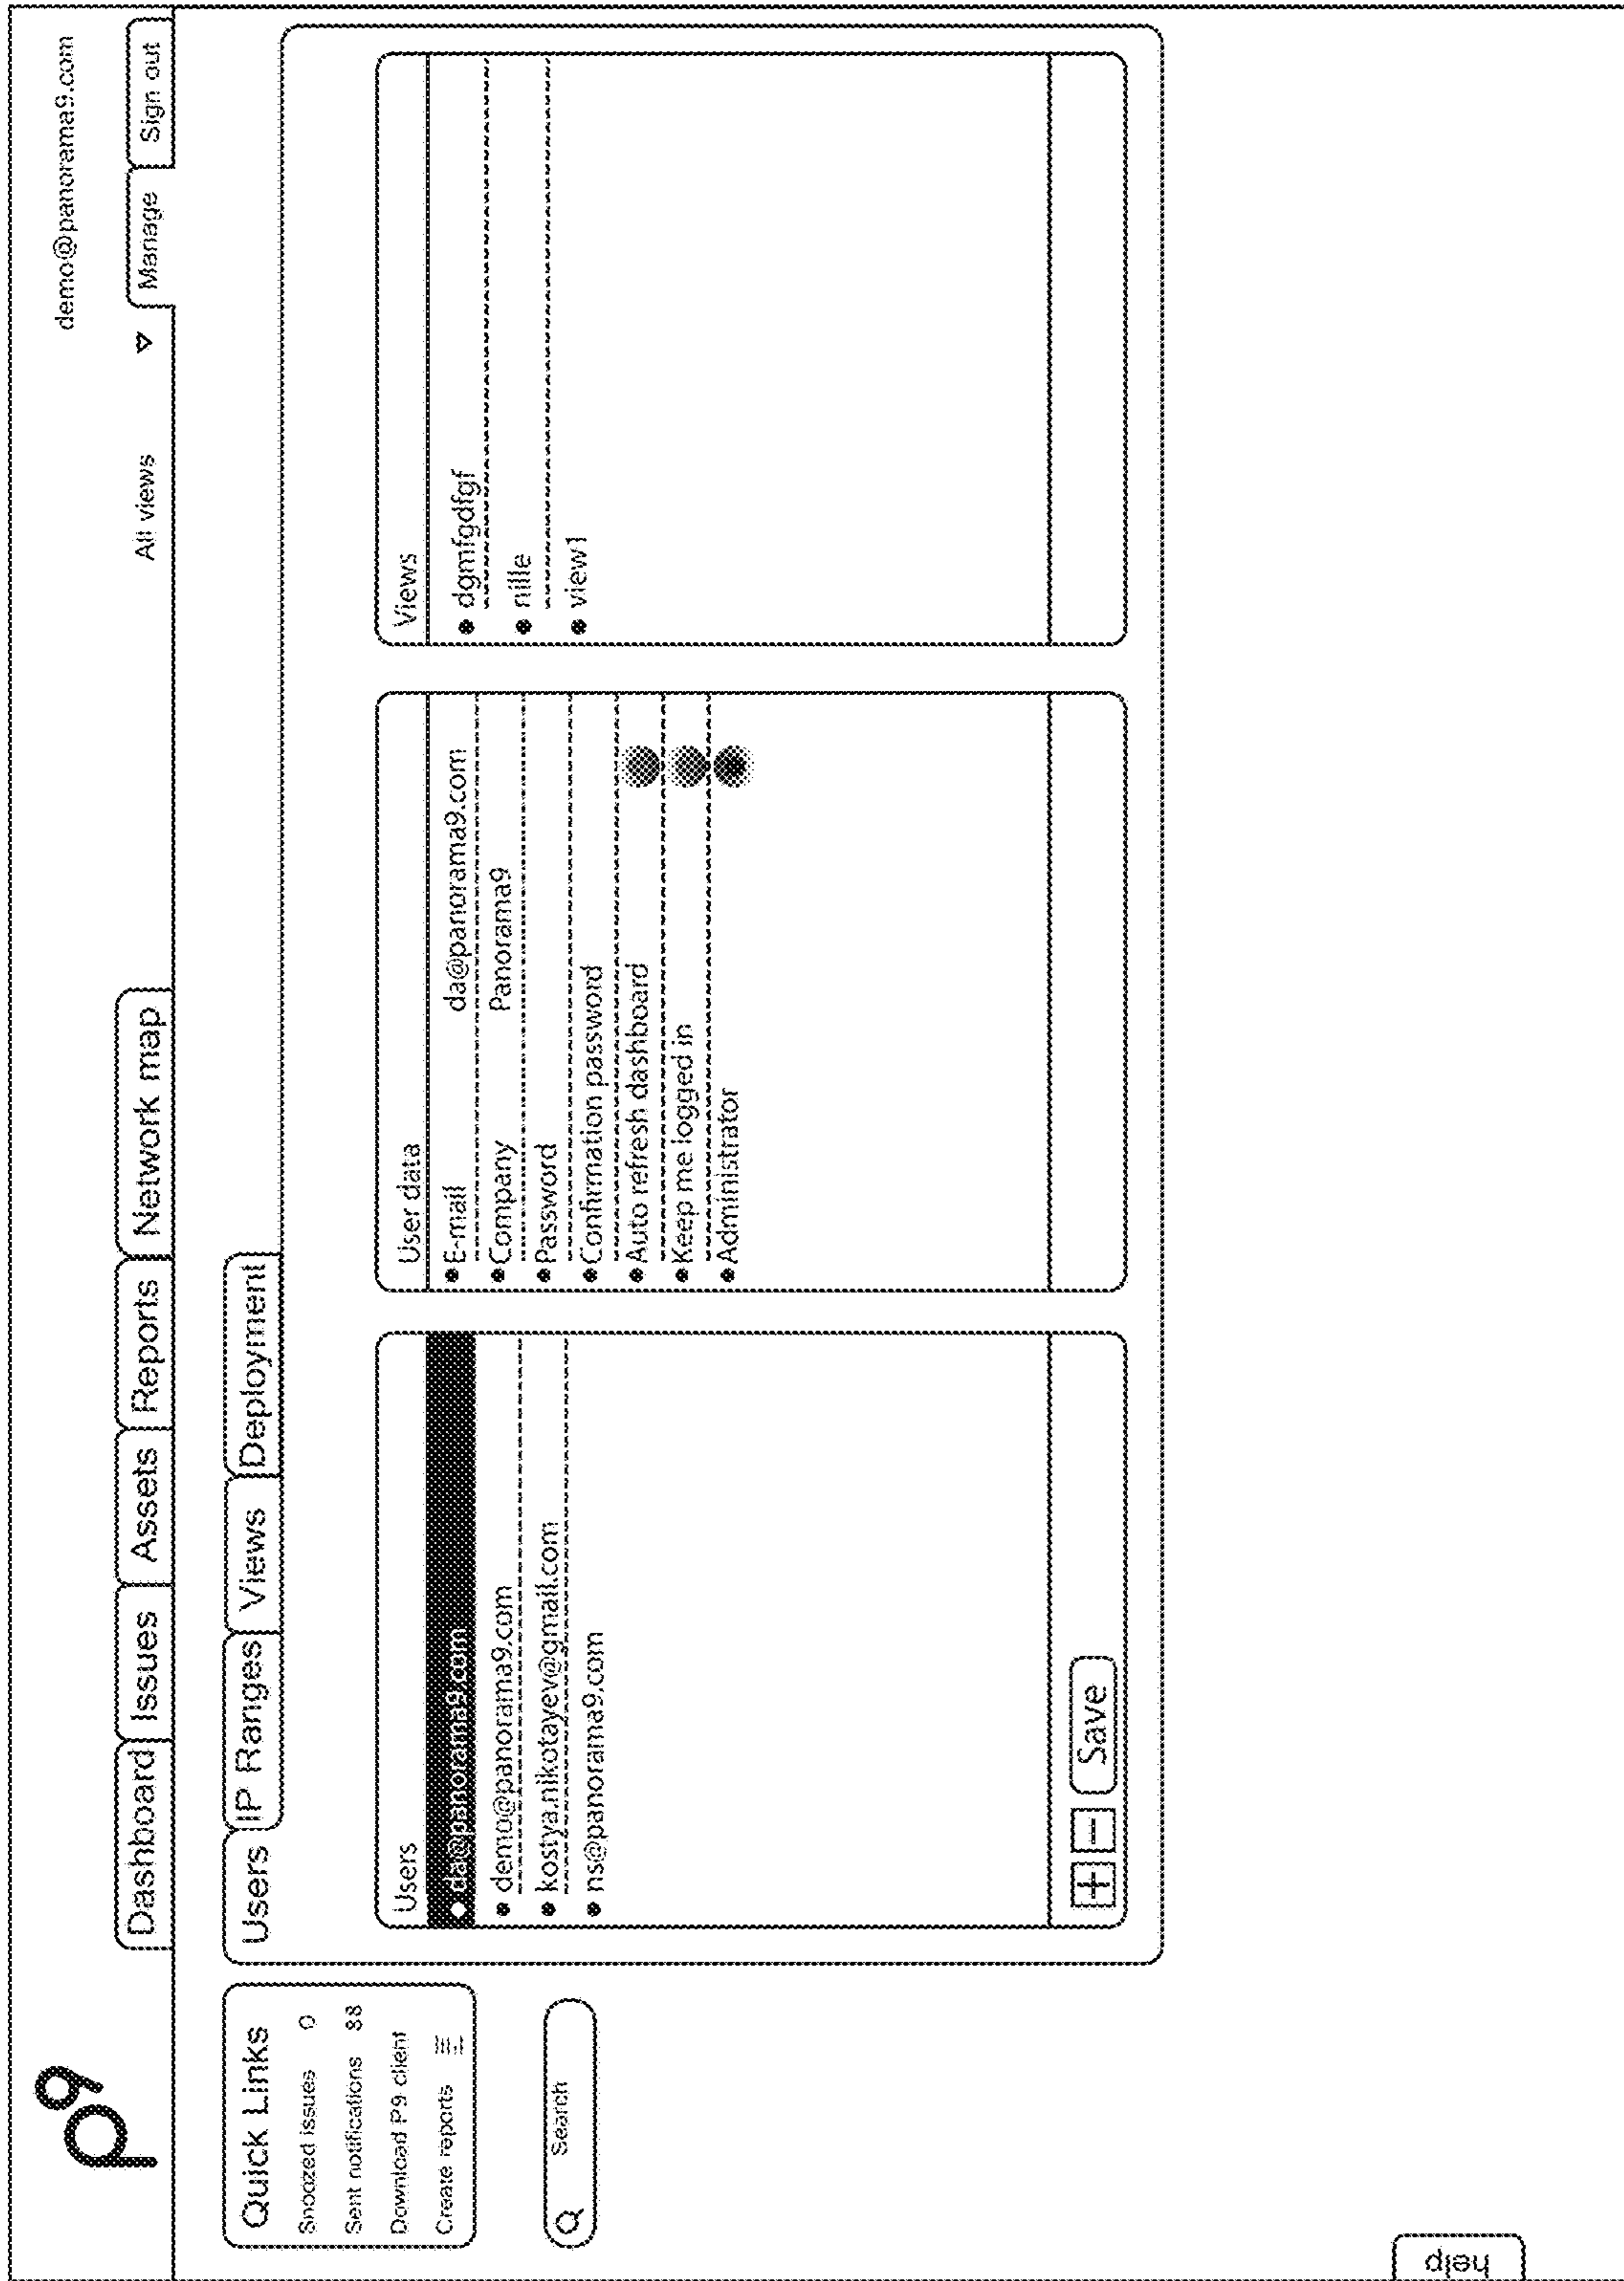 p9
demo@panorama9.com
Dashboard Issues Assets Reports Network map
All views Manage Sign out
Quick Links
Snoozed issues 0
Sent notifications 88
Download P9 client
Create reports
Search
Users IP Ranges Views Deployment
Users
da@panorama9.com
demo@panorama9.com
kostya.nikotayev@gmail.com
ns@panorama9.com
+ − Save
User data
E-mail da@panorama9.com
Company Panorama9
Password
Confirmation password
Auto refresh dashboard
Keep me logged in
Administrator
Views
dgmfgdfgf
nille
view1
help